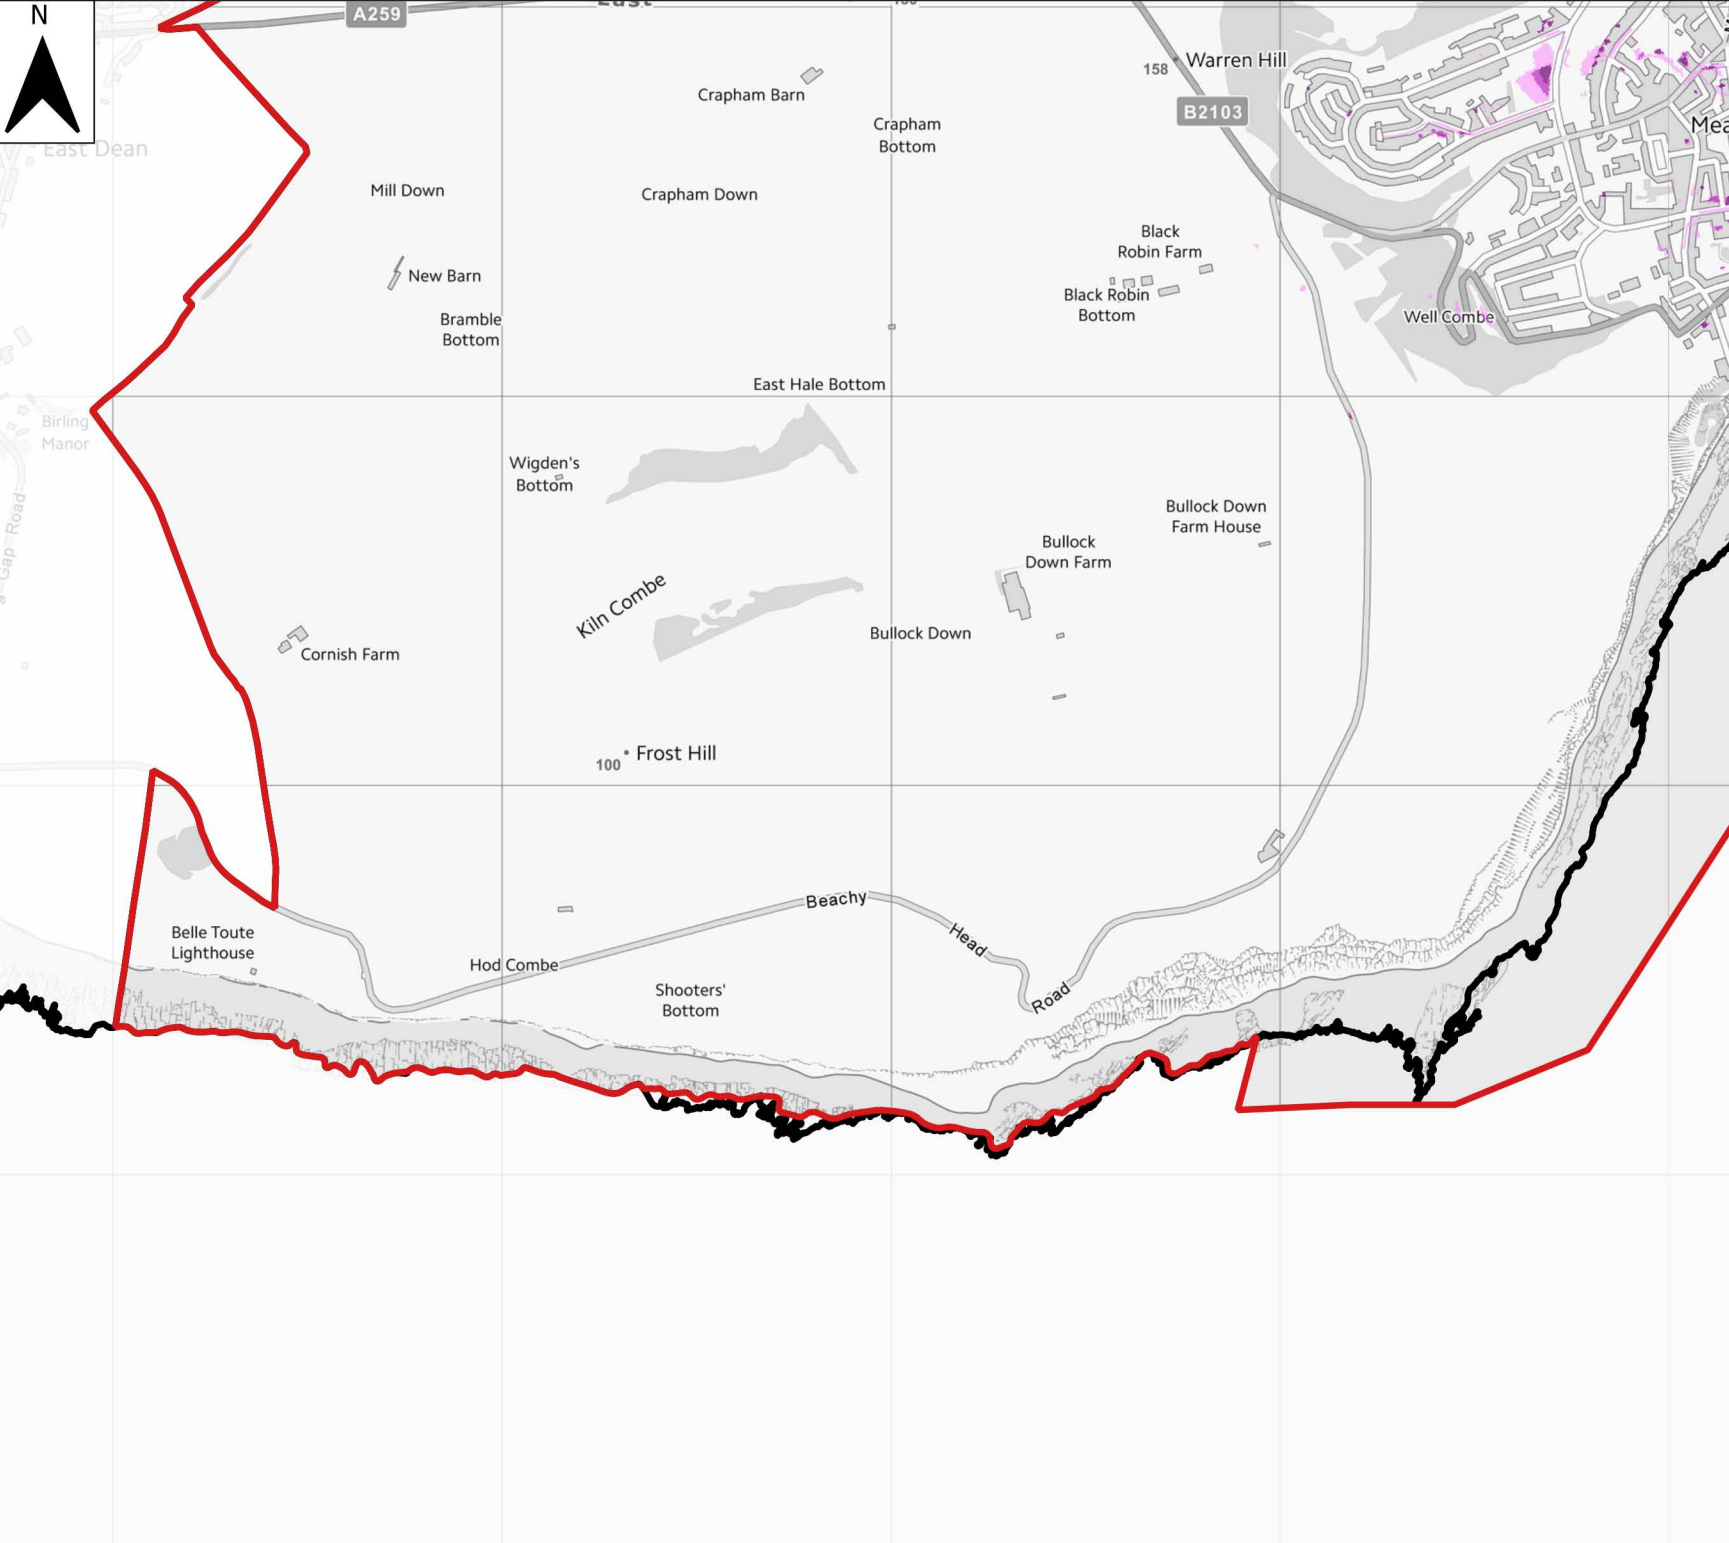 N
A259
East
Warren Hill
158
Crapham Barn
B2103
Crapham
Bottom
East Dean
Mill Down
Crapham Down
Black
Robin Farm
New Barn
Black Robin
Bottom
Bramble
Bottom
Well Combe
East Hale Bottom
Birling
Manor
Wigden's
Bottom
Gap Road
Bullock Down
Farm House
Bullock
Down Farm
Kiln Combe
Bullock Down
Cornish Farm
Frost Hill
100
Beachy
Head
Road
Belle Toute
Lighthouse
Hod Combe
Shooters'
Bottom